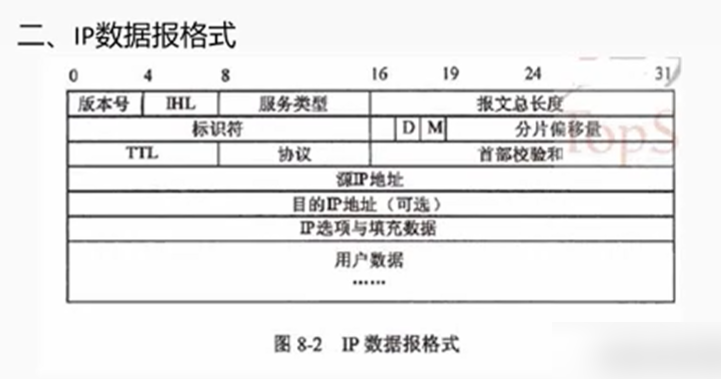 二、IP数据报格式
0 4 8 16 19 24 31
版本号 IHL 服务类型 报文总长度
标识符 D M 分片偏移量
TTL 协议 首部校验和
源IP地址
目的IP地址（可选）
IP选项与填充数据
用户数据
……
图 8-2 IP 数据报格式
TopS